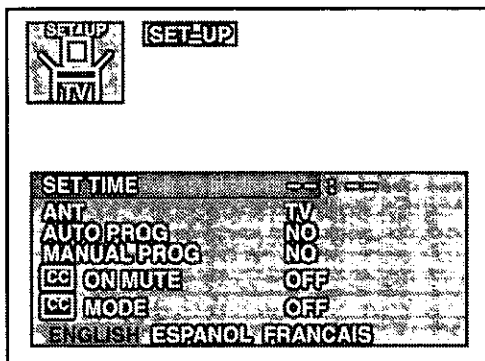 SET-UP
SET-UP
TV
SET TIME -- : --
ANT TV
AUTO PROG NO
MANUAL PROG NO
CC ON MUTE OFF
CC MODE OFF
ENGLISH ESPANOL FRANCAIS